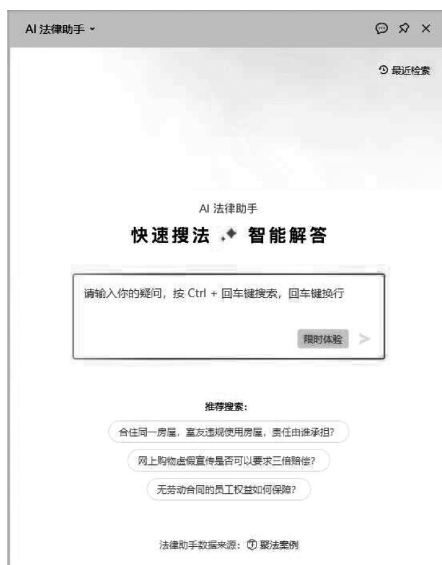 AI 法律助手
最近检索
AI 法律助手
快速搜法 智能解答
请输入你的疑问，按 Ctrl + 回车键搜索，回车键换行
限时体验
推荐搜索：
合住同一房屋，室友违规使用房屋，责任由谁承担？
网上购物虚假宣传是否可以要求三倍赔偿？
无劳动合同的员工权益如何保障？
法律助手数据来源： 聚法案例